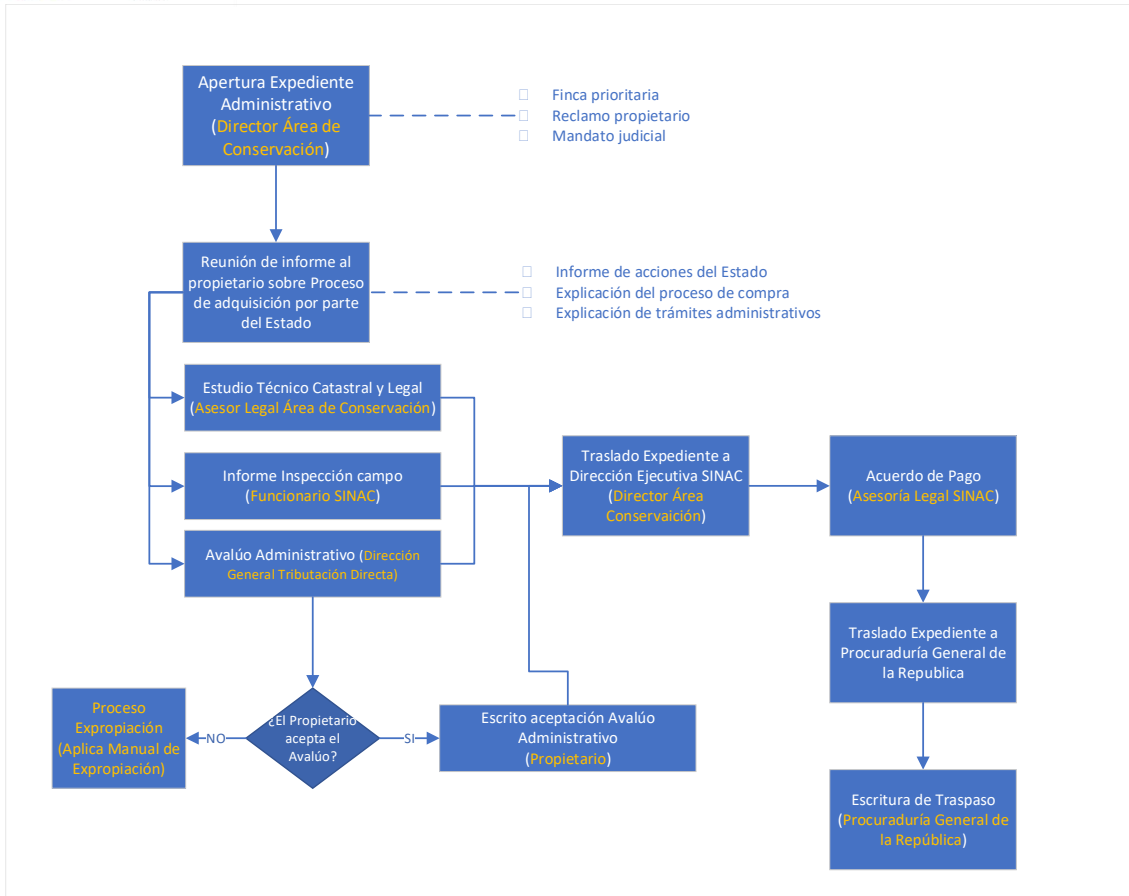 Apertura Expediente
Administrativo
(Director Área de
Conservación)
Finca prioritaria
Reclamo propietario
Mandato judicial
Reunión de informe al
propietario sobre Proceso
de adquisición por parte
del Estado
Informe de acciones del Estado
Explicación del proceso de compra
Explicación de trámites administrativos
Estudio Técnico Catastral y Legal
(Asesor Legal Área de Conservación)
Informe Inspección campo
(Funcionario SINAC)
Avalúo Administrativo (Dirección
General Tributación Directa)
Traslado Expediente a
Dirección Ejecutiva SINAC
(Director Área
Conservaición)
Acuerdo de Pago
(Asesoría Legal SINAC)
Traslado Expediente a
Procuraduría General de
la Republica
Proceso
Expropiación
(Aplica Manual de
Expropiación)
NO
¿El Propietario
acepta el
Avalúo?
SI
Escrito aceptación Avalúo
Administrativo
(Propietario)
Escritura de Traspaso
(Procuraduría General de
la República)